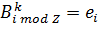 B^k_{i mod Z} = e_i